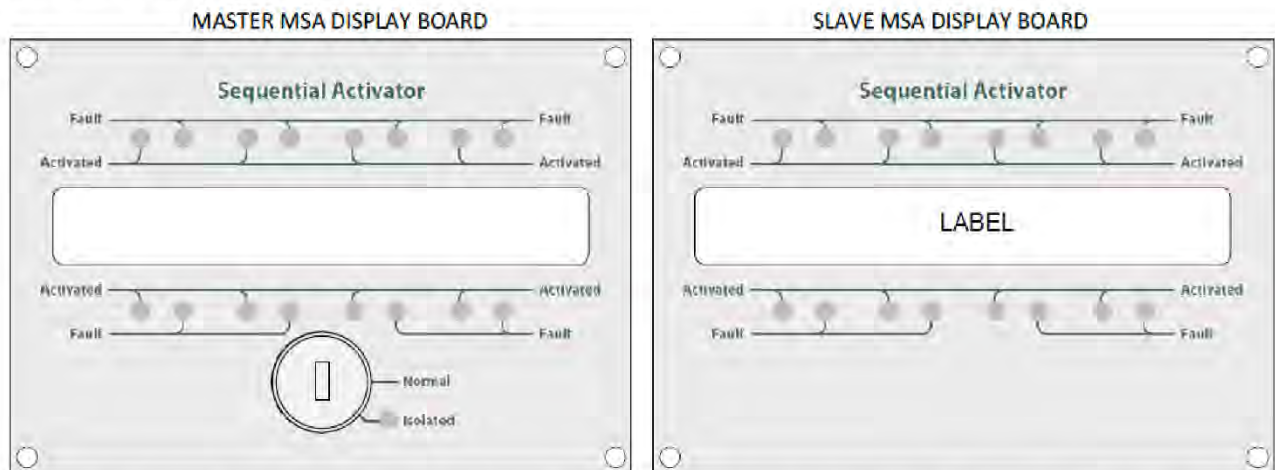 MASTER MSA DISPLAY BOARD
Sequential Activator
Fault Fault
Activated Activated
Activated Activated
Fault Fault
Normal
Isolated
SLAVE MSA DISPLAY BOARD
Sequential Activator
Fault Fault
Activated Activated
LABEL
Activated Activated
Fault Fault